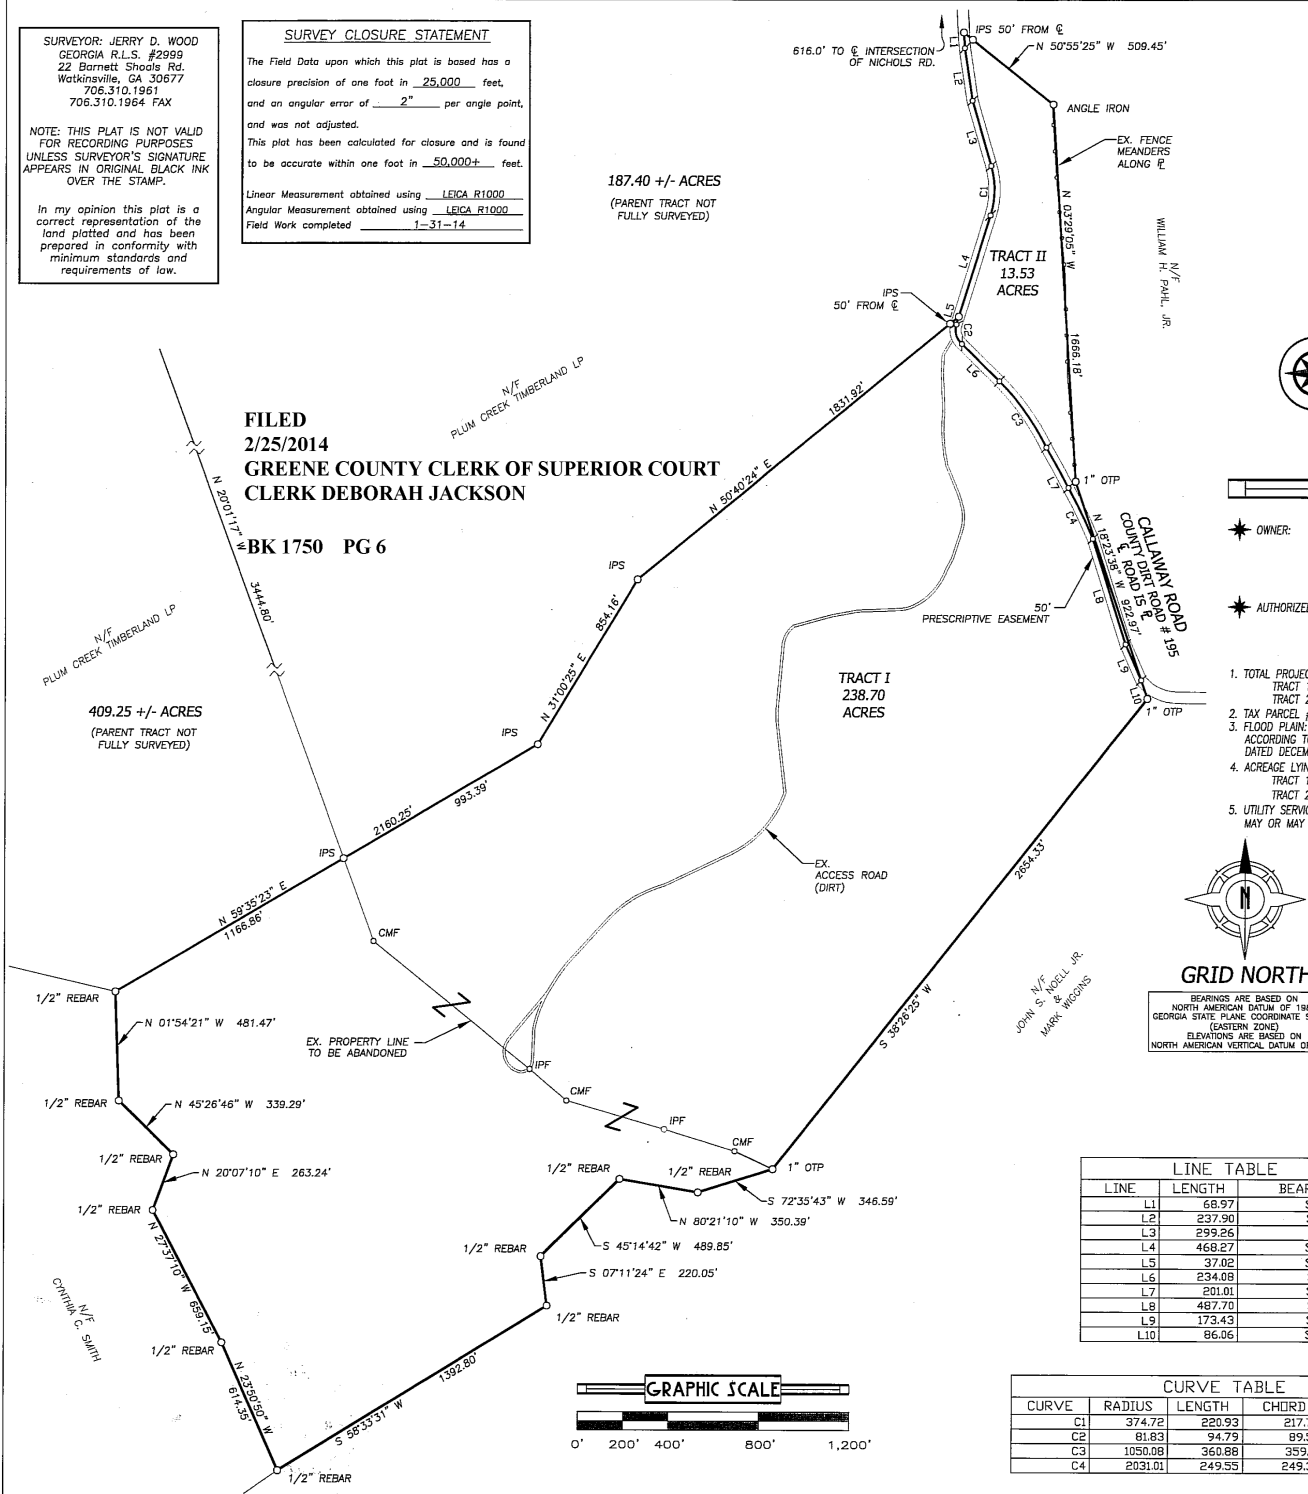 SURVEYOR: JERRY D. WOOD
GEORGIA R.L.S. #2999
22 Barnett Shoals Rd.
Watkinsville, GA 30677
706.310.1961
706.310.1964 FAX
NOTE: THIS PLAT IS NOT VALID
FOR RECORDING PURPOSES
UNLESS SURVEYOR'S SIGNATURE
APPEARS IN ORIGINAL BLACK INK
OVER THE STAMP.
In my opinion this plat is a
correct representation of the
land platted and has been
prepared in conformity with
minimum standards and
requirements of law.
SURVEY CLOSURE STATEMENT
The Field Data upon which this plat is based has a
closure precision of one foot in 25,000 feet,
and an angular error of 2" per angle point,
and was not adjusted.
This plat has been calculated for closure and is found
to be accurate within one foot in 50,000+ feet.
Linear Measurement obtained using LEICA R1000
Angular Measurement obtained using LEICA R1000
Field Work completed 1-31-14
187.40 +/- ACRES
(PARENT TRACT NOT
FULLY SURVEYED)
616.0' TO ℄ INTERSECTION
OF NICHOLS RD.
IPS 50' FROM ℄
N 50°55'25" W 509.45'
ANGLE IRON
EX. FENCE
MEANDERS
ALONG ⅊
L1
L2
L3
C1
L4
N 03°29'05" W
1666.18'
N/F
WILLIAM H. PAHL, JR.
TRACT II
13.53
ACRES
IPS
50' FROM ℄
L5
C2
L6
C3
L7
C4
1" OTP
N 18°23'38" W 922.97'
CALLAWAY ROAD
COUNTY DIRT ROAD # 195
℄ ROAD IS ⅊
50'
PRESCRIPTIVE EASEMENT
L8
L9
L10
1" OTP
N/F
PLUM CREEK TIMBERLAND LP
FILED
2/25/2014
GREENE COUNTY CLERK OF SUPERIOR COURT
CLERK DEBORAH JACKSON
BK 1750 PG 6
N 20°01'17" W
3444.80'
1831.92'
N 50°40'24" E
IPS
854.16'
N 31°00'25" E
IPS
N/F
PLUM CREEK TIMBERLAND LP
409.25 +/- ACRES
(PARENT TRACT NOT
FULLY SURVEYED)
TRACT I
238.70
ACRES
2160.25'
993.39'
IPS
N 59°35'23" E
1166.86'
CMF
EX.
ACCESS ROAD
(DIRT)
2654.33'
S 38°26'25" W
N/F
JOHN S. NOELL JR.
&
MARK WIGGINS
1/2" REBAR
N 01°54'21" W 481.47'
EX. PROPERTY LINE
TO BE ABANDONED
IPF
CMF
IPF
CMF
1/2" REBAR
N 45°26'46" W 339.29'
1/2" REBAR
N 20°07'10" E 263.24'
1/2" REBAR
N 27°37'10" W 659.15'
1/2" REBAR
1/2" REBAR
1" OTP
S 72°35'43" W 346.59'
N 80°21'10" W 350.39'
S 45°14'42" W 489.85'
1/2" REBAR
S 07°11'24" E 220.05'
1/2" REBAR
N/F
CYNTHIA C. SMITH
1/2" REBAR
N 23°50'50" W
614.35'
1392.80'
S 58°33'31" W
1/2" REBAR
GRAPHIC SCALE
0' 200' 400' 800' 1,200'
OWNER:
AUTHORIZE
1. TOTAL PROJE
TRACT
TRACT 2
2. TAX PARCEL
3. FLOOD PLAIN:
ACCORDING T
DATED DECEM
4. ACREAGE LYI
TRACT
TRACT 2
5. UTILITY SERVI
MAY OR MAY
N
GRID NORTH
BEARINGS ARE BASED ON
NORTH AMERICAN DATUM OF 198
GEORGIA STATE PLANE COORDINATE
(EASTERN ZONE)
ELEVATIONS ARE BASED ON
NORTH AMERICAN VERTICAL DATUM O
LINE TABLE
LINE LENGTH BEAR
L1 68.97 S
L2 237.90
L3 299.26
L4 468.27 S
L5 37.02 S
L6 234.08
L7 201.01
L8 487.70
L9 173.43 S
L10 86.06 S
CURVE TABLE
CURVE RADIUS LENGTH CHORD
C1 374.72 220.93 217.
C2 81.83 94.79 89.
C3 1050.08 360.88 359.
C4 2031.01 249.55 249.